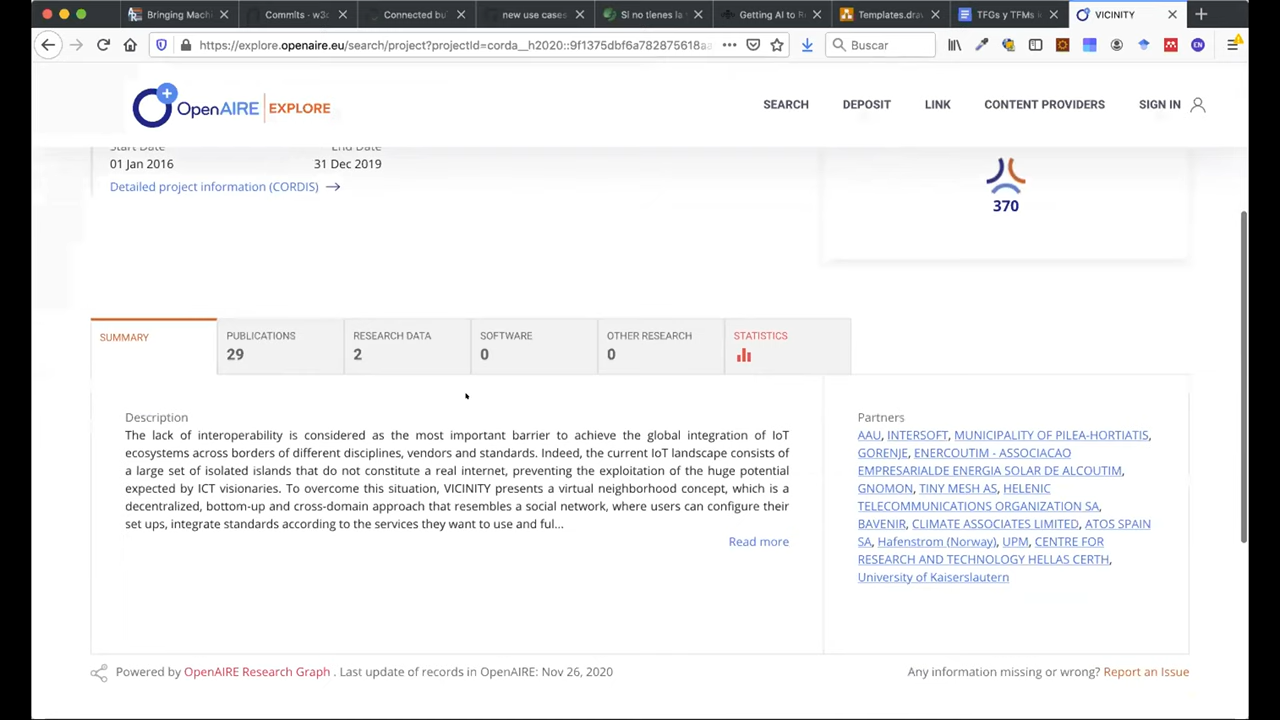 Bringing Machi
Commits - w3c
Connected bu
new use cases
Si no tienes la
Getting AI to R
Templates.draw
TFGs y TFMs i
VICINITY
https://explore.openaire.eu/search/project?projectId=corda__h2020::9f1375dbf6a782875618aa
Buscar
OpenAIRE EXPLORE
SEARCH DEPOSIT LINK CONTENT PROVIDERS SIGN IN
Start Date End Date
01 Jan 2016 31 Dec 2019
Detailed project information (CORDIS) →
370
SUMMARY
PUBLICATIONS
29
RESEARCH DATA
2
SOFTWARE
0
OTHER RESEARCH
0
STATISTICS
Description
The lack of interoperability is considered as the most important barrier to achieve the global integration of IoT
ecosystems across borders of different disciplines, vendors and standards. Indeed, the current IoT landscape consists of
a large set of isolated islands that do not constitute a real internet, preventing the exploitation of the huge potential
expected by ICT visionaries. To overcome this situation, VICINITY presents a virtual neighborhood concept, which is a
decentralized, bottom-up and cross-domain approach that resembles a social network, where users can configure their
set ups, integrate standards according to the services they want to use and ful...
Read more
Partners
AAU, INTERSOFT, MUNICIPALITY OF PILEA-HORTIATIS,
GORENJE, ENERCOUTIM - ASSOCIACAO
EMPRESARIALDE ENERGIA SOLAR DE ALCOUTIM,
GNOMON, TINY MESH AS, HELENIC
TELECOMMUNICATIONS ORGANIZATION SA,
BAVENIR, CLIMATE ASSOCIATES LIMITED, ATOS SPAIN
SA, Hafenstrom (Norway), UPM, CENTRE FOR
RESEARCH AND TECHNOLOGY HELLAS CERTH,
University of Kaiserslautern
Powered by OpenAIRE Research Graph . Last update of records in OpenAIRE: Nov 26, 2020
Any information missing or wrong? Report an Issue